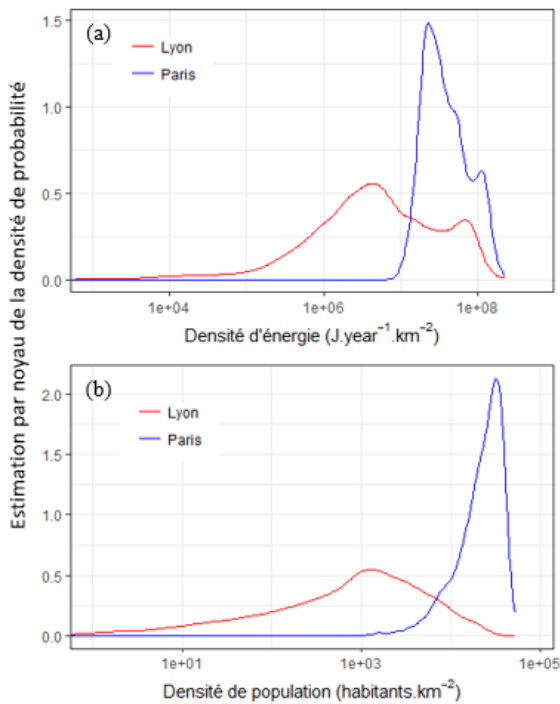 Estimation par noyau de la densité de probabilité
(a)
Lyon
Paris
1.5
1.0
0.5
0.0
1e+04 1e+06 1e+08
Densité d'énergie (J.year⁻¹.km⁻²)
(b)
Lyon
Paris
2.0
1.5
1.0
0.5
0.0
1e+01 1e+03 1e+05
Densité de population (habitants.km⁻²)